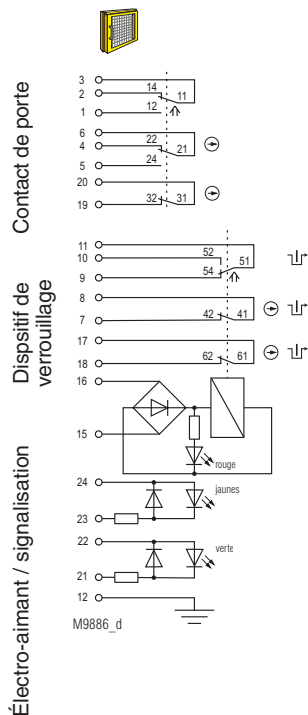 Contact de porte
3
2 14 11
1 12
6
4 22 21
5 24
20
19 32 31
Dispsitif de
verrouillage
11
10 52 51
9 54
8
7 42 41
17
18 62 61
Électro-aimant / signalisation
16
15
rouge
24
jaunes
23
22
verte
21
12
M9886_d